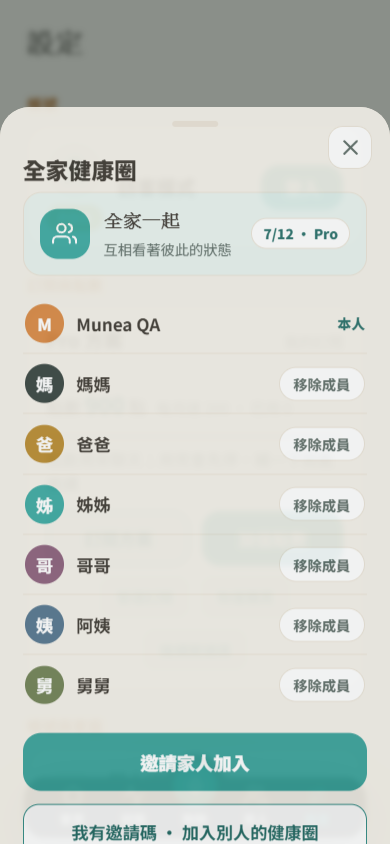 設定
全家健康圈
全家一起
互相看著彼此的狀態
7/12 · Pro
M
Munea QA
本人
媽
媽媽
移除成員
爸
爸爸
移除成員
姊
姊姊
移除成員
哥
哥哥
移除成員
姨
阿姨
移除成員
舅
舅舅
移除成員
邀請家人加入
我有邀請碼 · 加入別人的健康圈